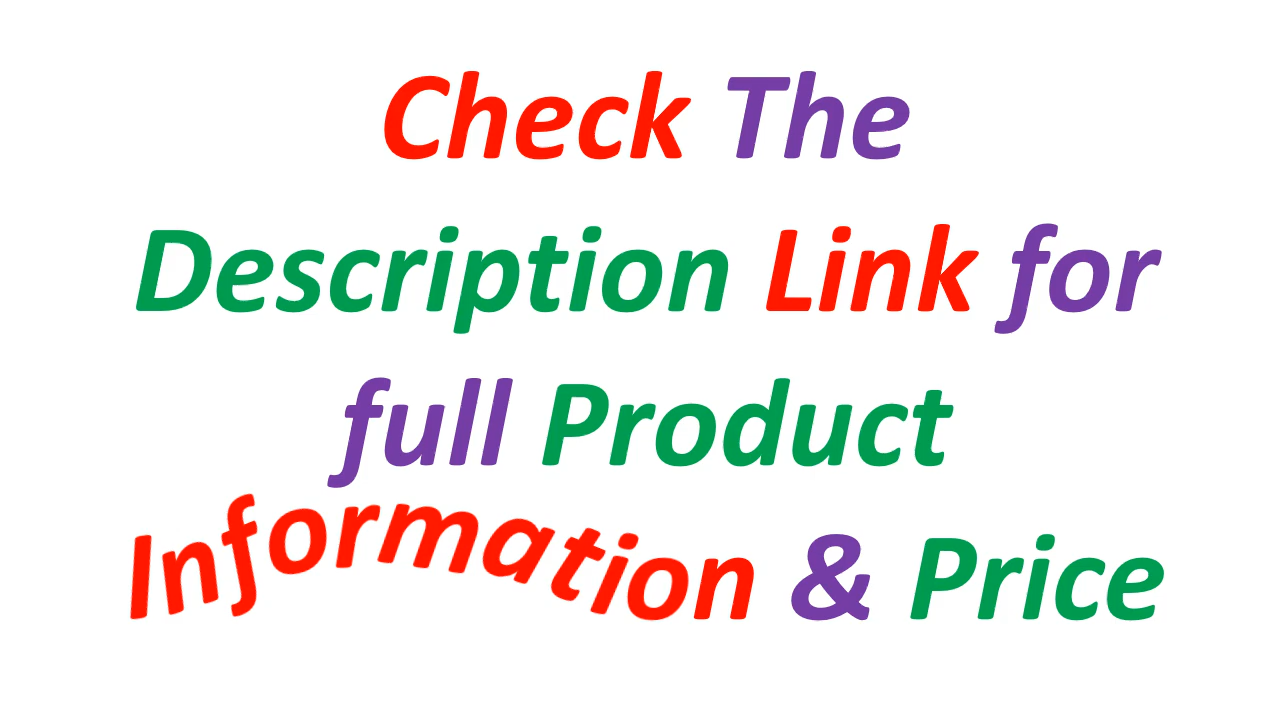 Check The
Description Link for
full Product
Information & Price